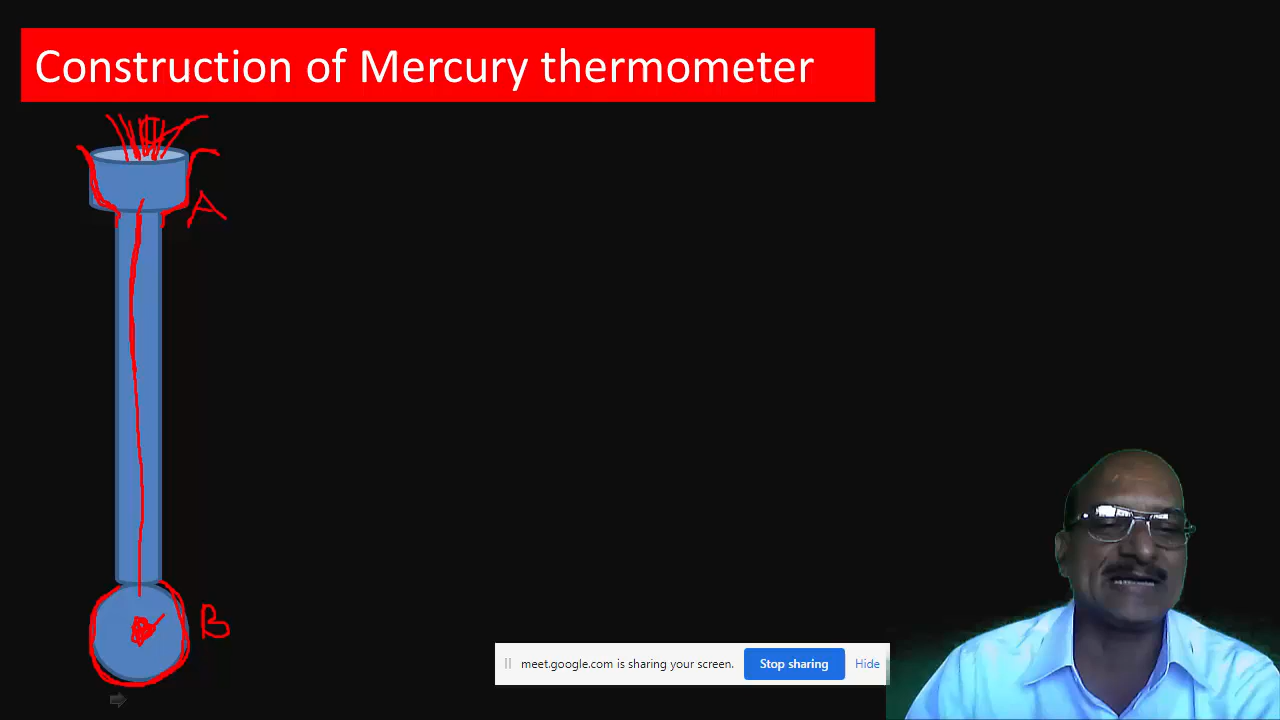 Construction of Mercury thermometer
A
B
meet.google.com is sharing your screen.
Stop sharing
Hide